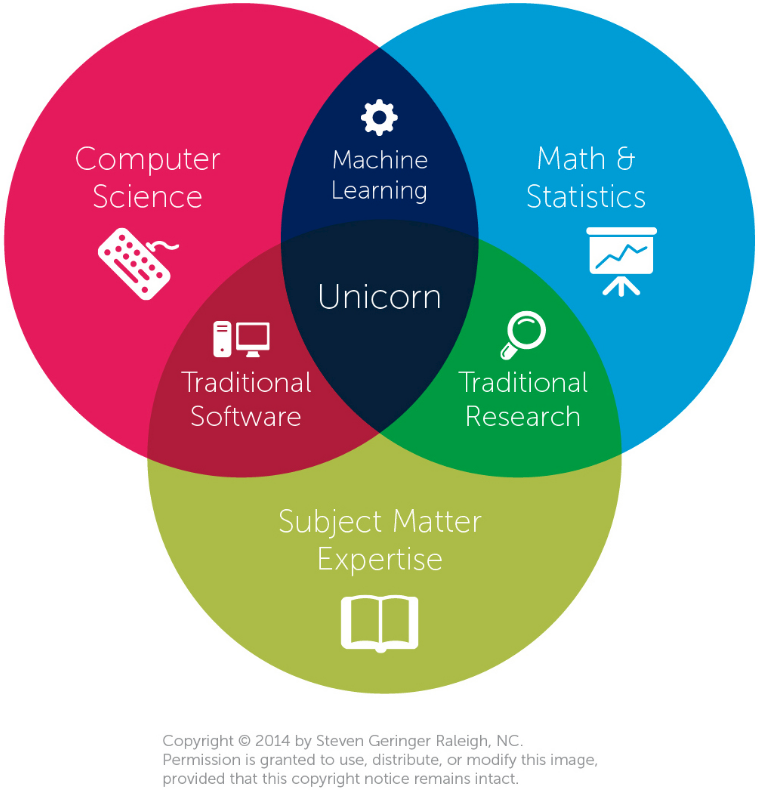 Computer
Science
Machine
Learning
Math &
Statistics
Unicorn
Traditional
Software
Traditional
Research
Subject Matter
Expertise
Copyright © 2014 by Steven Geringer Raleigh, NC.
Permission is granted to use, distribute, or modify this image,
provided that this copyright notice remains intact.